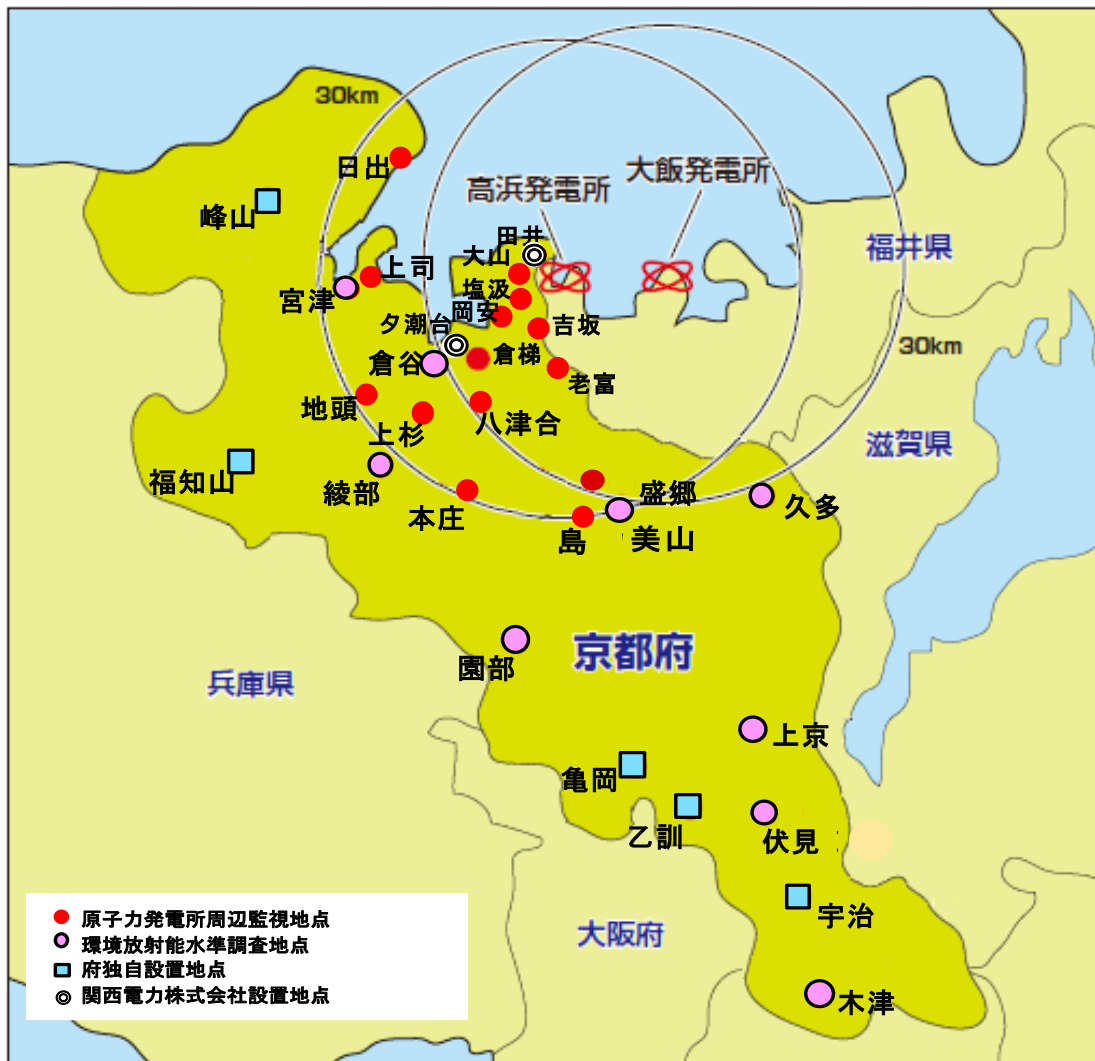 30km
日出
大飯発電所
高浜発電所
峰山
田井
福井県
大山
上司
塩汲
宮津
岡安
夕潮台
吉坂
30km
倉谷
倉梯
老富
地頭
八津合
上杉
滋賀県
福知山
綾部
盛郷
久多
本庄
島
美山
京都府
園部
兵庫県
上京
亀岡
乙訓
伏見
宇治
大阪府
木津
原子力発電所周辺監視地点
環境放射能水準調査地点
府独自設置地点
関西電力株式会社設置地点